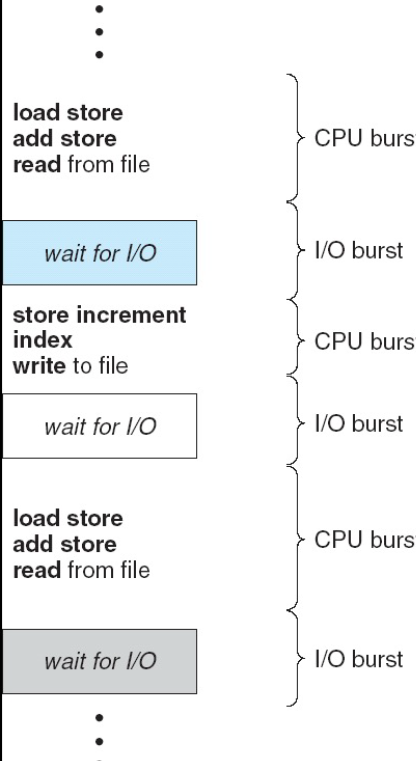 load store
add store
read from file
CPU burs
wait for I/O
I/O burst
store increment
index
write to file
CPU burs
wait for I/O
I/O burst
load store
add store
read from file
CPU burs
wait for I/O
I/O burst